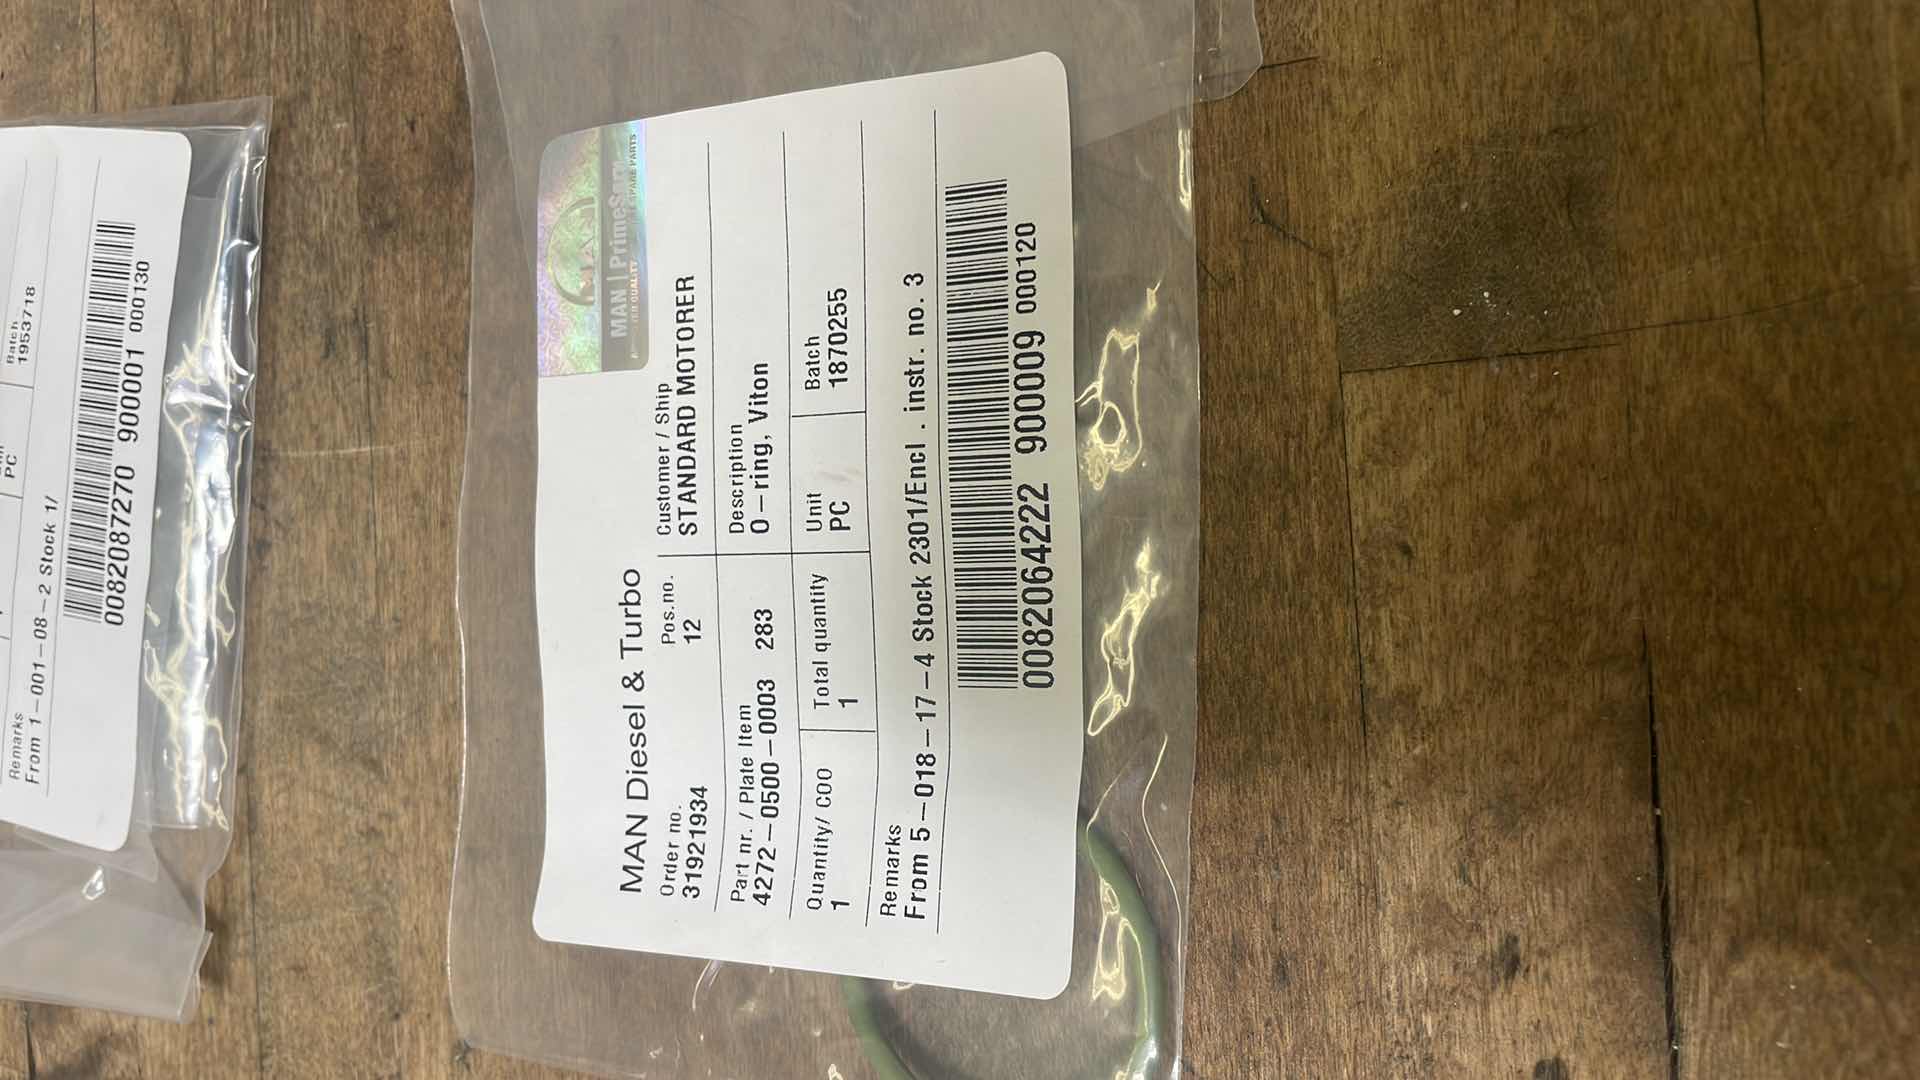 Batch
1953718
PC
Remarks
From 1-001-08-2 Stock 1/
0082087270 900001 000130
MAN | PrimeServ
MAN Diesel & Turbo
Order no.
31921934
Pos.no.
12
Customer / Ship
STANDARD MOTORER
Part nr. / Plate Item
4272-0500-0003 283
Description
O-ring, Viton
Quantity/ COO
1
Total quantity
1
Unit
PC
Batch
1870255
Remarks
From 5-018-17-4 Stock 2301/Encl . instr. no. 3
0082064222 900009 000120